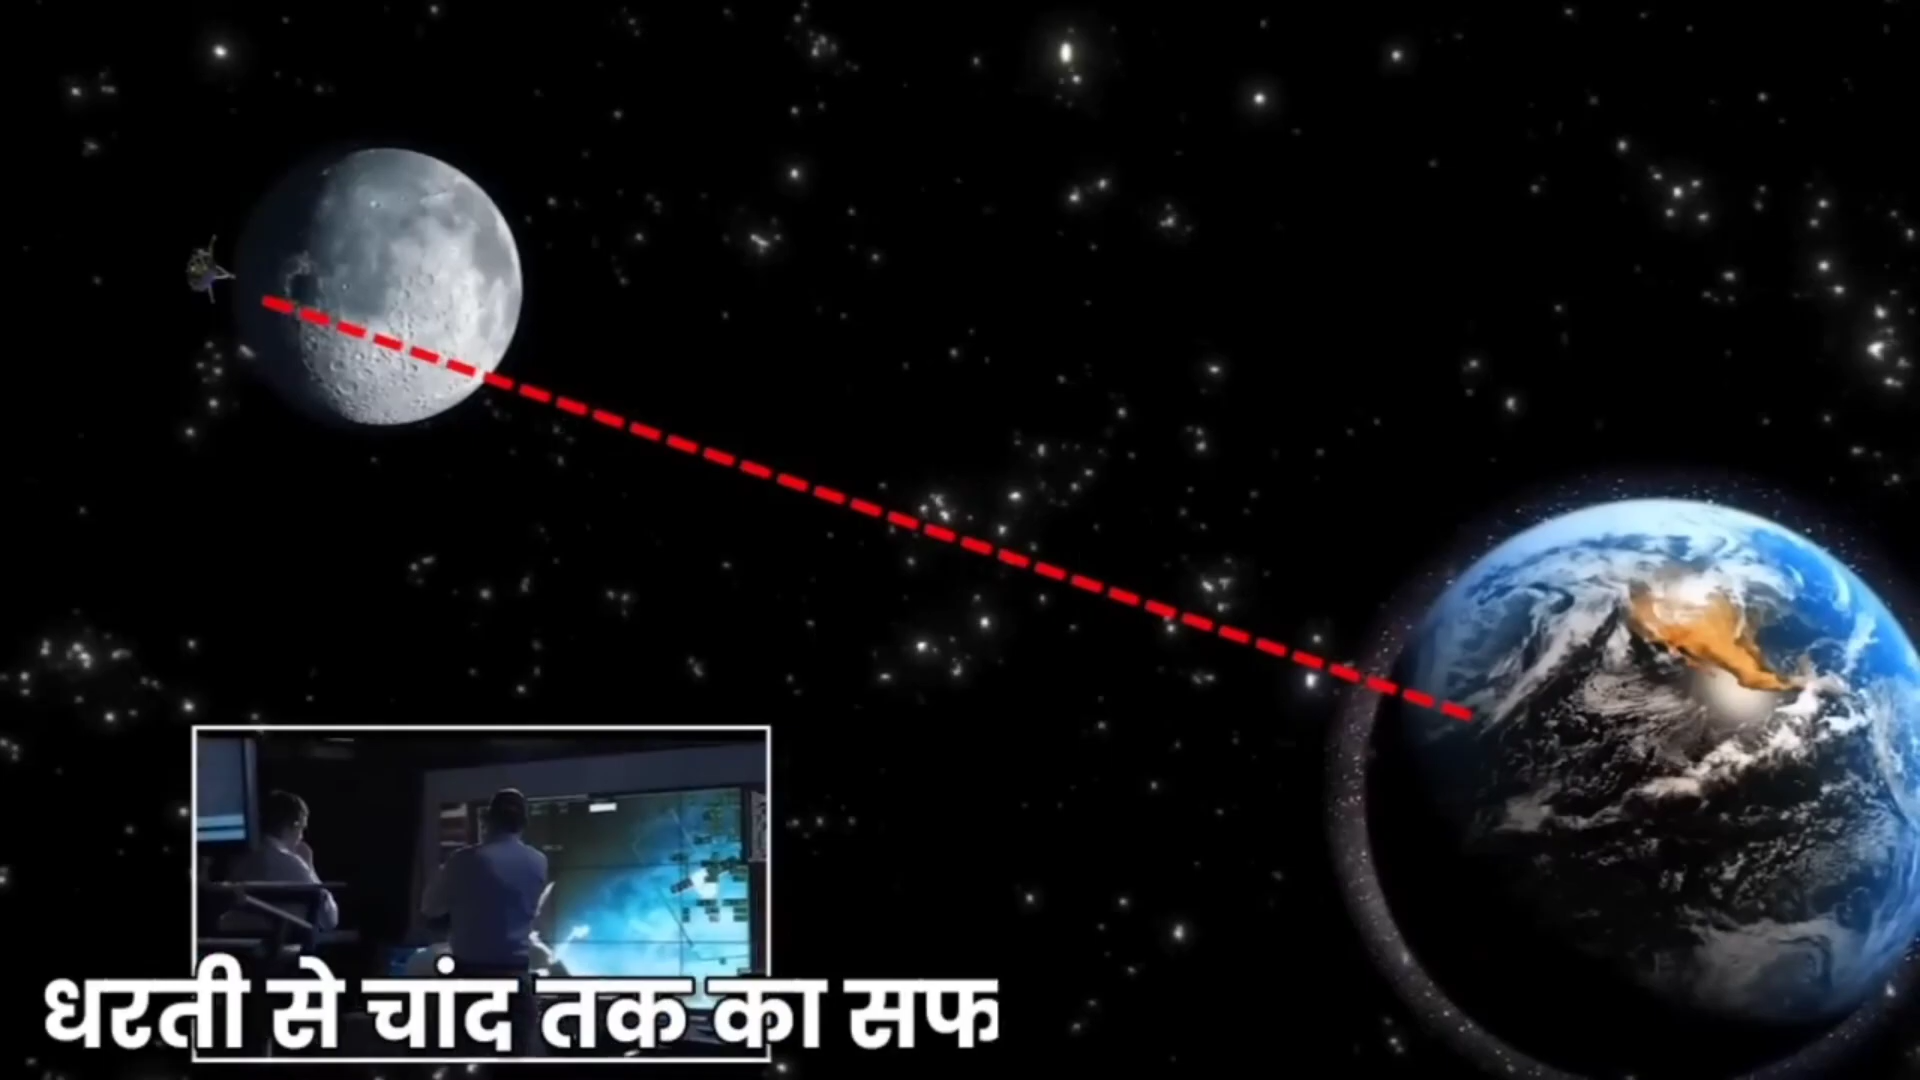 धरती से चांद तक का सफ